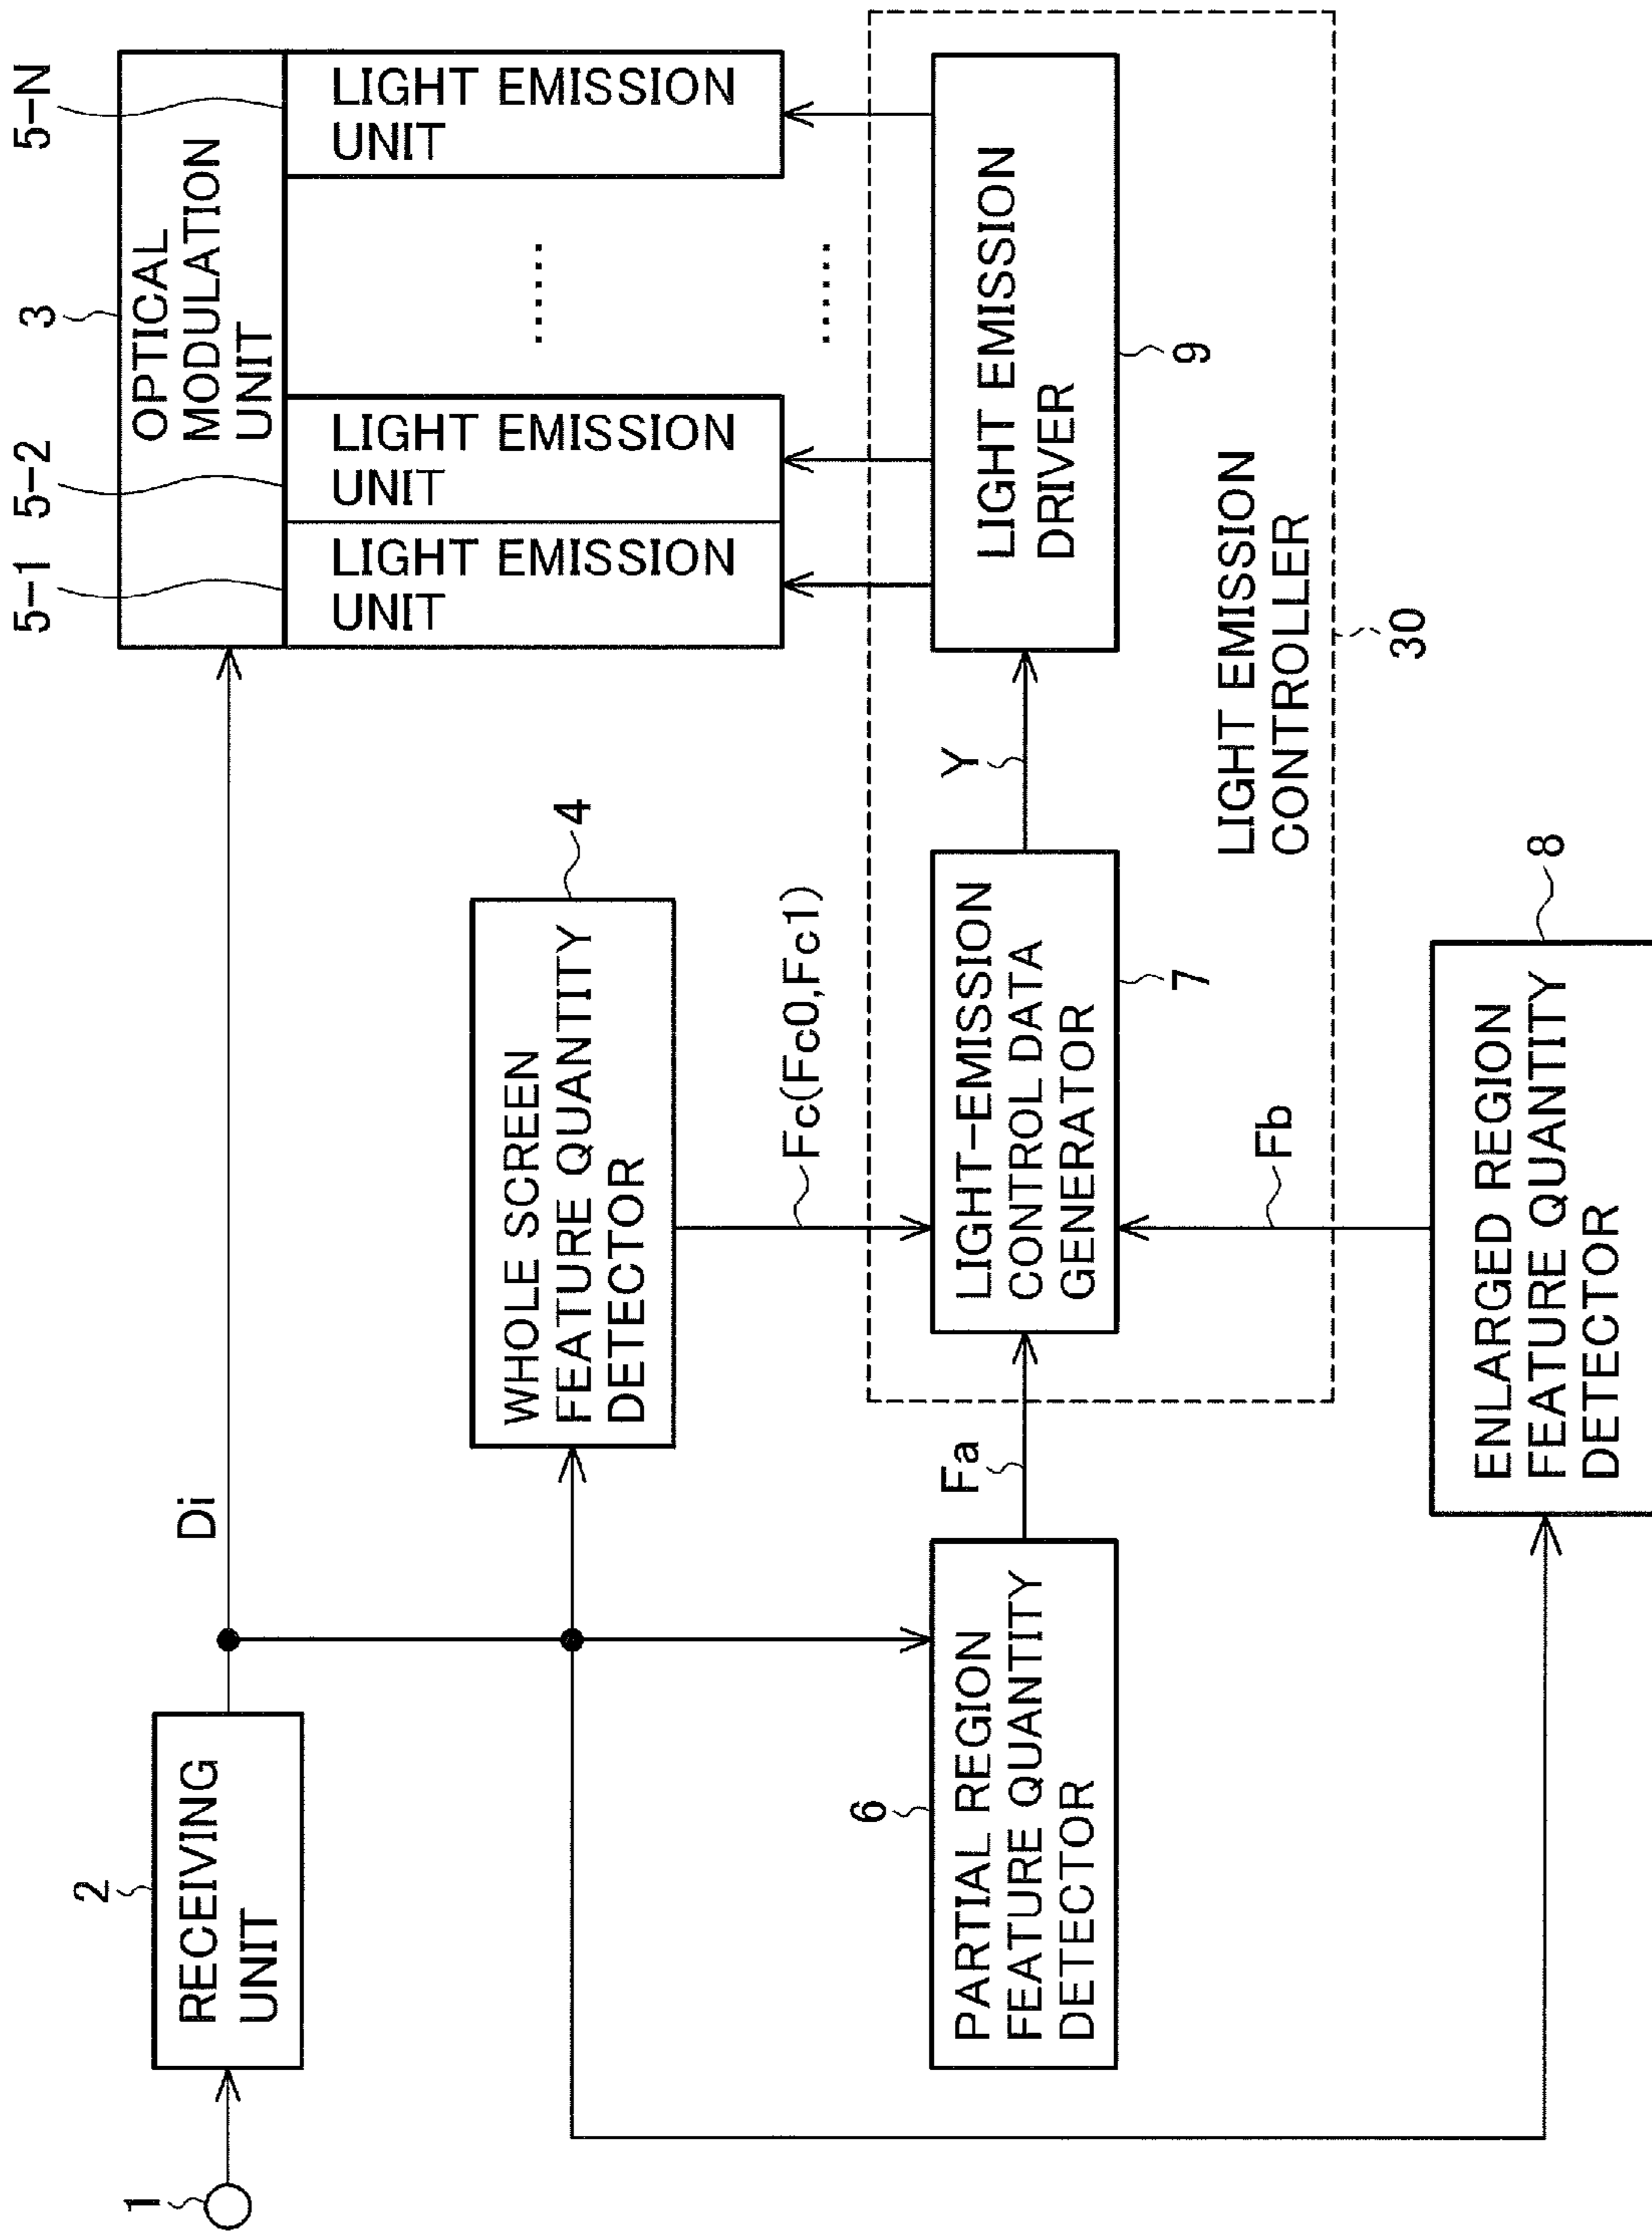 1
2
RECEIVING
UNIT
Di
3
OPTICAL
MODULATION
UNIT
5-1
5-2
5-N
LIGHT EMISSION
UNIT
LIGHT EMISSION
UNIT
......
LIGHT EMISSION
UNIT
......
4
WHOLE SCREEN
FEATURE QUANTITY
DETECTOR
Fc(Fc0,Fc1)
6
PARTIAL REGION
FEATURE QUANTITY
DETECTOR
Fa
LIGHT-EMISSION
CONTROL DATA
GENERATOR
7
Y
LIGHT EMISSION
DRIVER
9
LIGHT EMISSION
CONTROLLER
30
Fb
8
ENLARGED REGION
FEATURE QUANTITY
DETECTOR